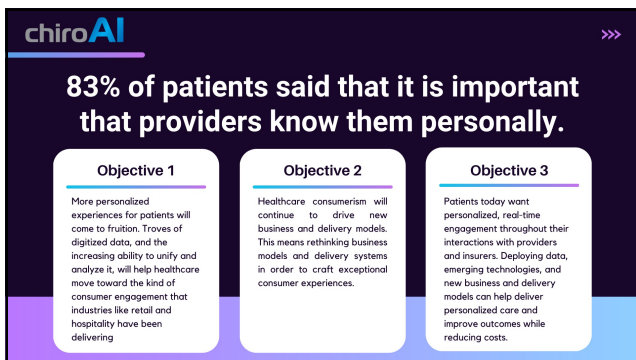 chiroAI
>>>
83% of patients said that it is important
that providers know them personally.
Objective 1
More personalized
experiences for patients will
come to fruition. Troves of
digitized data, and the
increasing ability to unify and
analyze it, will help healthcare
move toward the kind of
consumer engagement that
industries like retail and
hospitality have been
delivering
Objective 2
Healthcare consumerism will
continue to drive new
business and delivery models.
This means rethinking business
models and delivery systems
in order to craft exceptional
consumer experiences.
Objective 3
Patients today want
personalized, real-time
engagement throughout their
interactions with providers
and insurers. Deploying data,
emerging technologies, and
new business and delivery
models can help deliver
personalized care and
improve outcomes while
reducing costs.